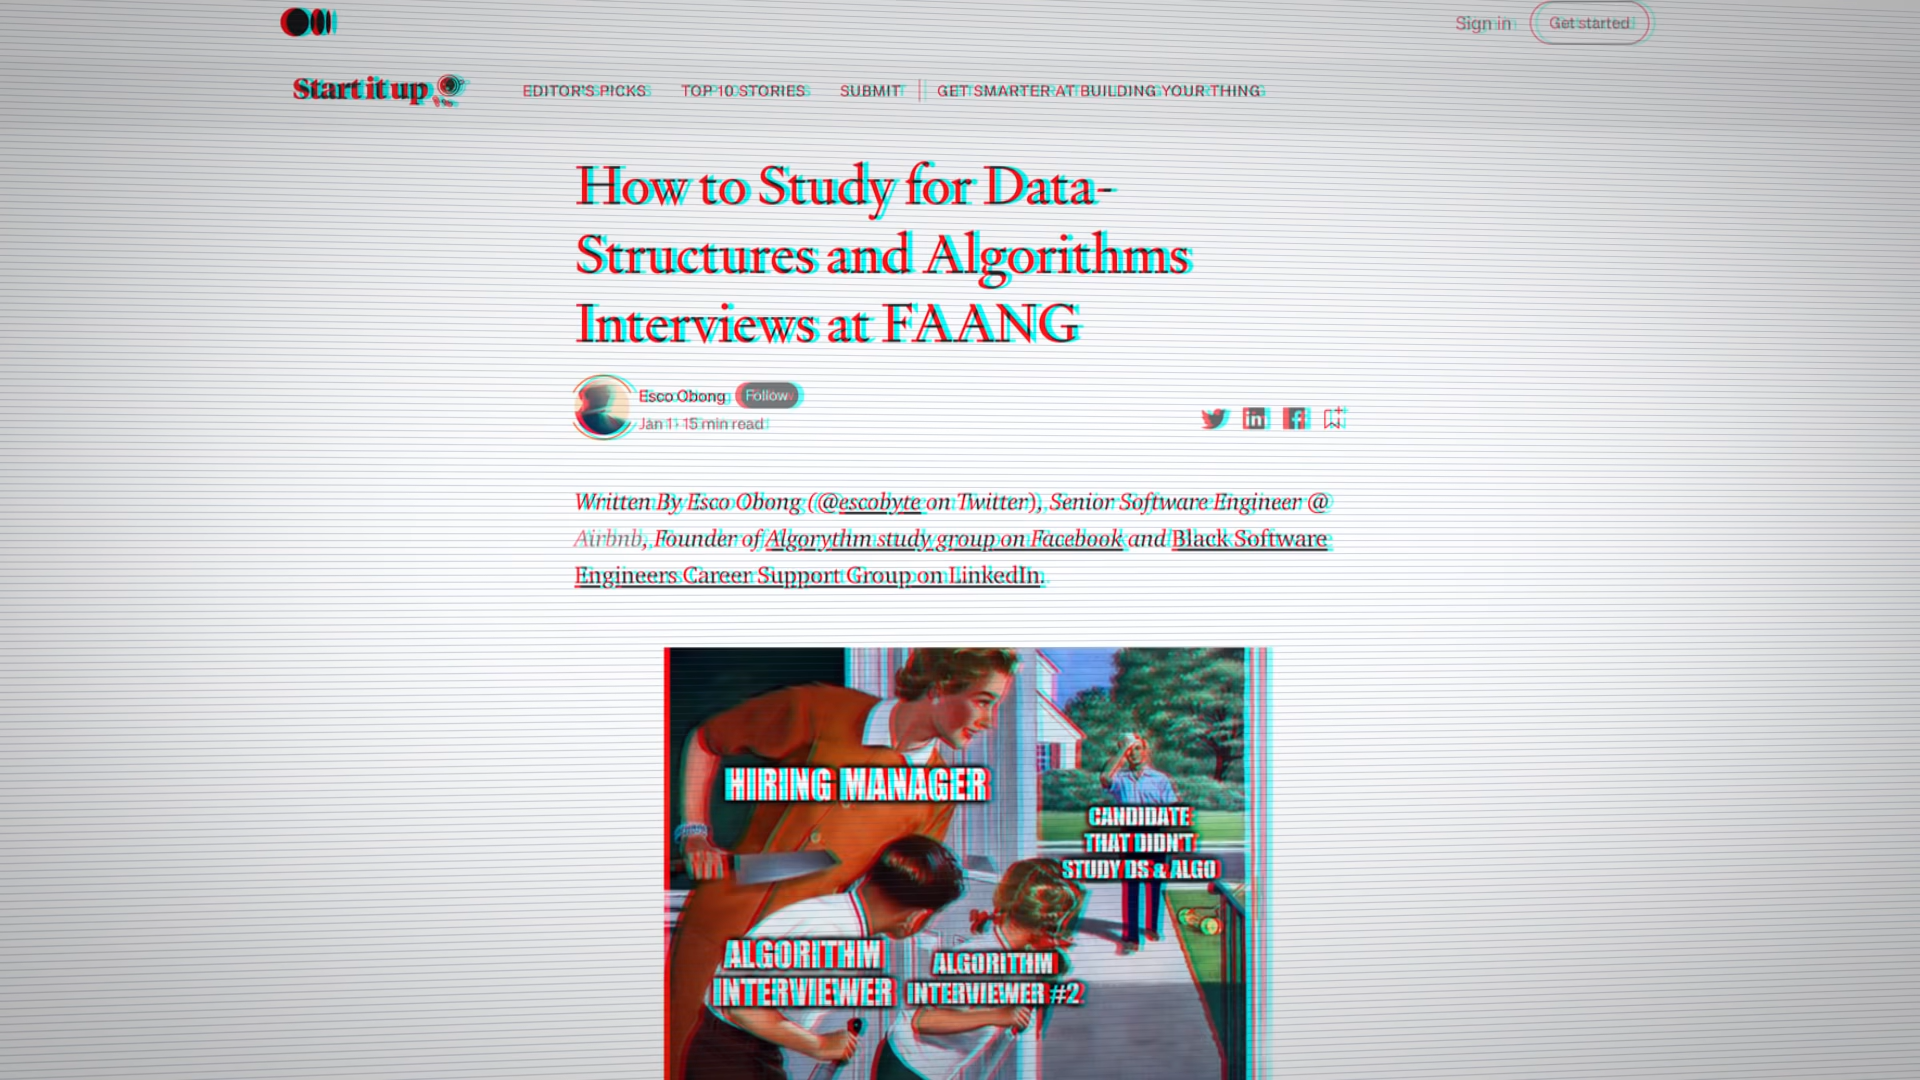 Sign in Get started
Start it up EDITOR'S PICKS TOP 10 STORIES SUBMIT GET SMARTER AT BUILDING YOUR THING
How to Study for Data-
Structures and Algorithms
Interviews at FAANG
Esco Obong Follow
Jan 1 · 15 min read
Written By Esco Obong (@escobyte on Twitter), Senior Software Engineer @
Airbnb, Founder of Algorythm study group on Facebook and Black Software
Engineers Career Support Group on LinkedIn.
HIRING MANAGER
CANDIDATE
THAT DIDN'T
STUDY DS & ALGO
ALGORITHM
INTERVIEWER
ALGORITHM
INTERVIEWER #2